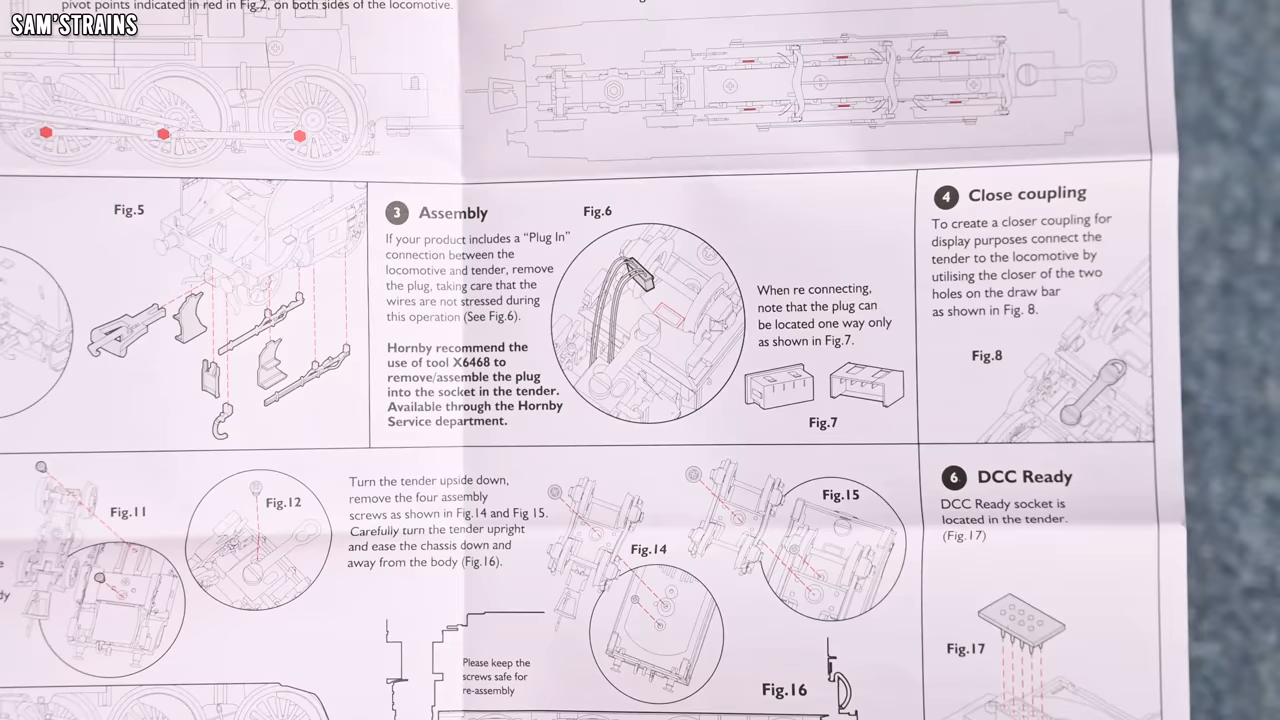 SAM'STRAINS
pivot points indicated in red in Fig.2, on both sides of the locomotive.
Fig.5
3 Assembly
If your product includes a “Plug In”
connection between the
locomotive and tender, remove
the plug, taking care that the
wires are not stressed during
this operation (See Fig.6).
Hornby recommend the
use of tool X6468 to
remove/assemble the plug
into the socket in the tender.
Available through the Hornby
Service department.
Fig.6
When re connecting,
note that the plug can
be located one way only
as shown in Fig.7.
Fig.7
4 Close coupling
To create a closer coupling for
display purposes connect the
tender to the locomotive by
utilising the closer of the two
holes on the draw bar
as shown in Fig. 8.
Fig.8
Fig.11
Fig.12
Turn the tender upside down,
remove the four assembly
screws as shown in Fig.14 and Fig 15.
Carefully turn the tender upright
and ease the chassis down and
away from the body (Fig.16).
Fig.14
Fig.15
Please keep the
screws safe for
re-assembly
Fig.16
6 DCC Ready
DCC Ready socket is
located in the tender.
(Fig.17)
Fig.17